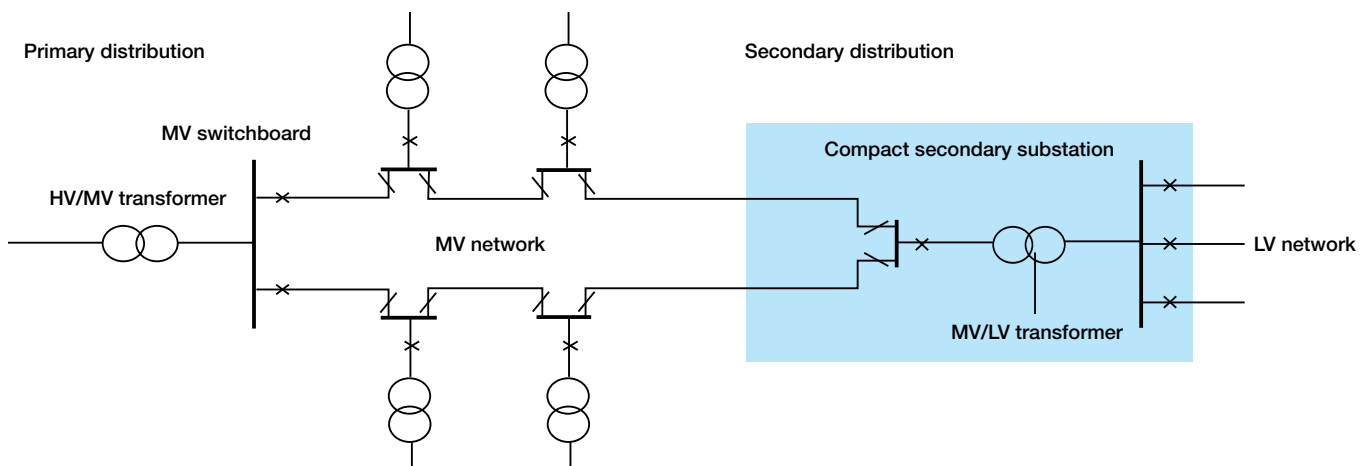 Primary distribution
Secondary distribution
MV switchboard
Compact secondary substation
HV/MV transformer
MV network
LV network
MV/LV transformer